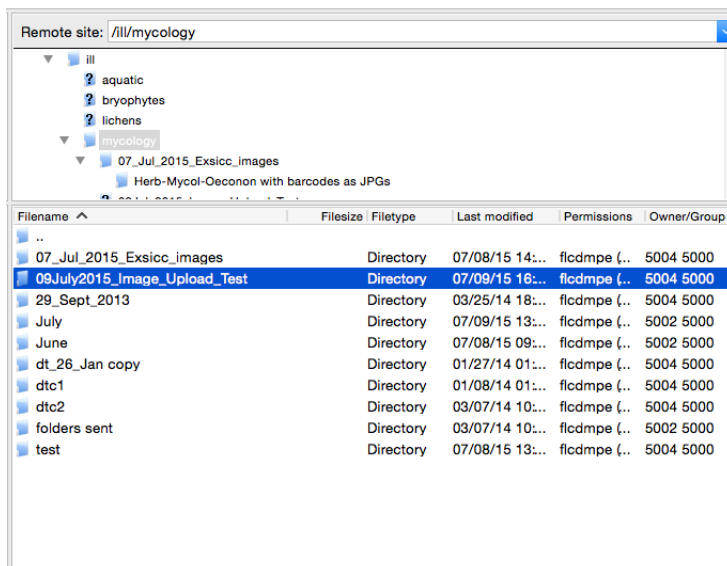 Remote site: /ill/mycology
ill
? aquatic
? bryophytes
? lichens
mycology
07_Jul_2015_Exsicc_images
Herb-Mycol-Oeconon with barcodes as JPGs
Filename Filesize Filetype Last modified Permissions Owner/Group
..
07_Jul_2015_Exsicc_images Directory 07/08/15 14:... flcdmpe (... 5004 5000
09July2015_Image_Upload_Test Directory 07/09/15 16:... flcdmpe (... 5004 5000
29_Sept_2013 Directory 03/25/14 18:... flcdmpe (... 5004 5000
July Directory 07/09/15 13:... flcdmpe (... 5002 5000
June Directory 07/08/15 09:... flcdmpe (... 5002 5000
dt_26_Jan copy Directory 01/27/14 01:... flcdmpe (... 5004 5000
dtc1 Directory 01/08/14 01:... flcdmpe (... 5004 5000
dtc2 Directory 03/07/14 10:... flcdmpe (... 5004 5000
folders sent Directory 03/07/14 10:... flcdmpe (... 5002 5000
test Directory 07/08/15 13:... flcdmpe (... 5004 5000